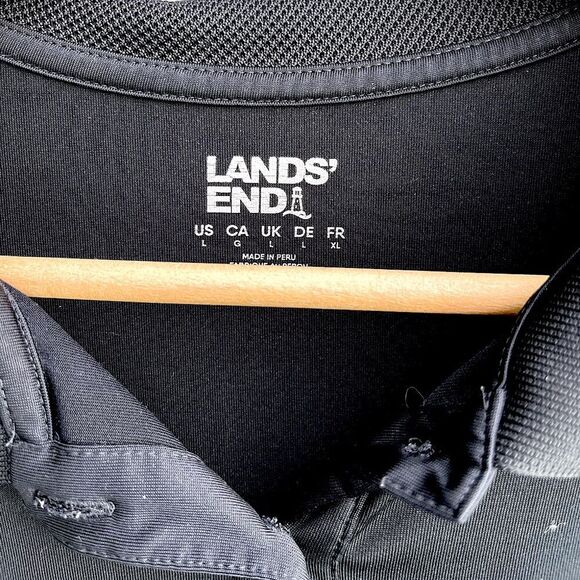 LANDS'
END
US CA UK DE FR
L G L L XL
MADE IN PERU